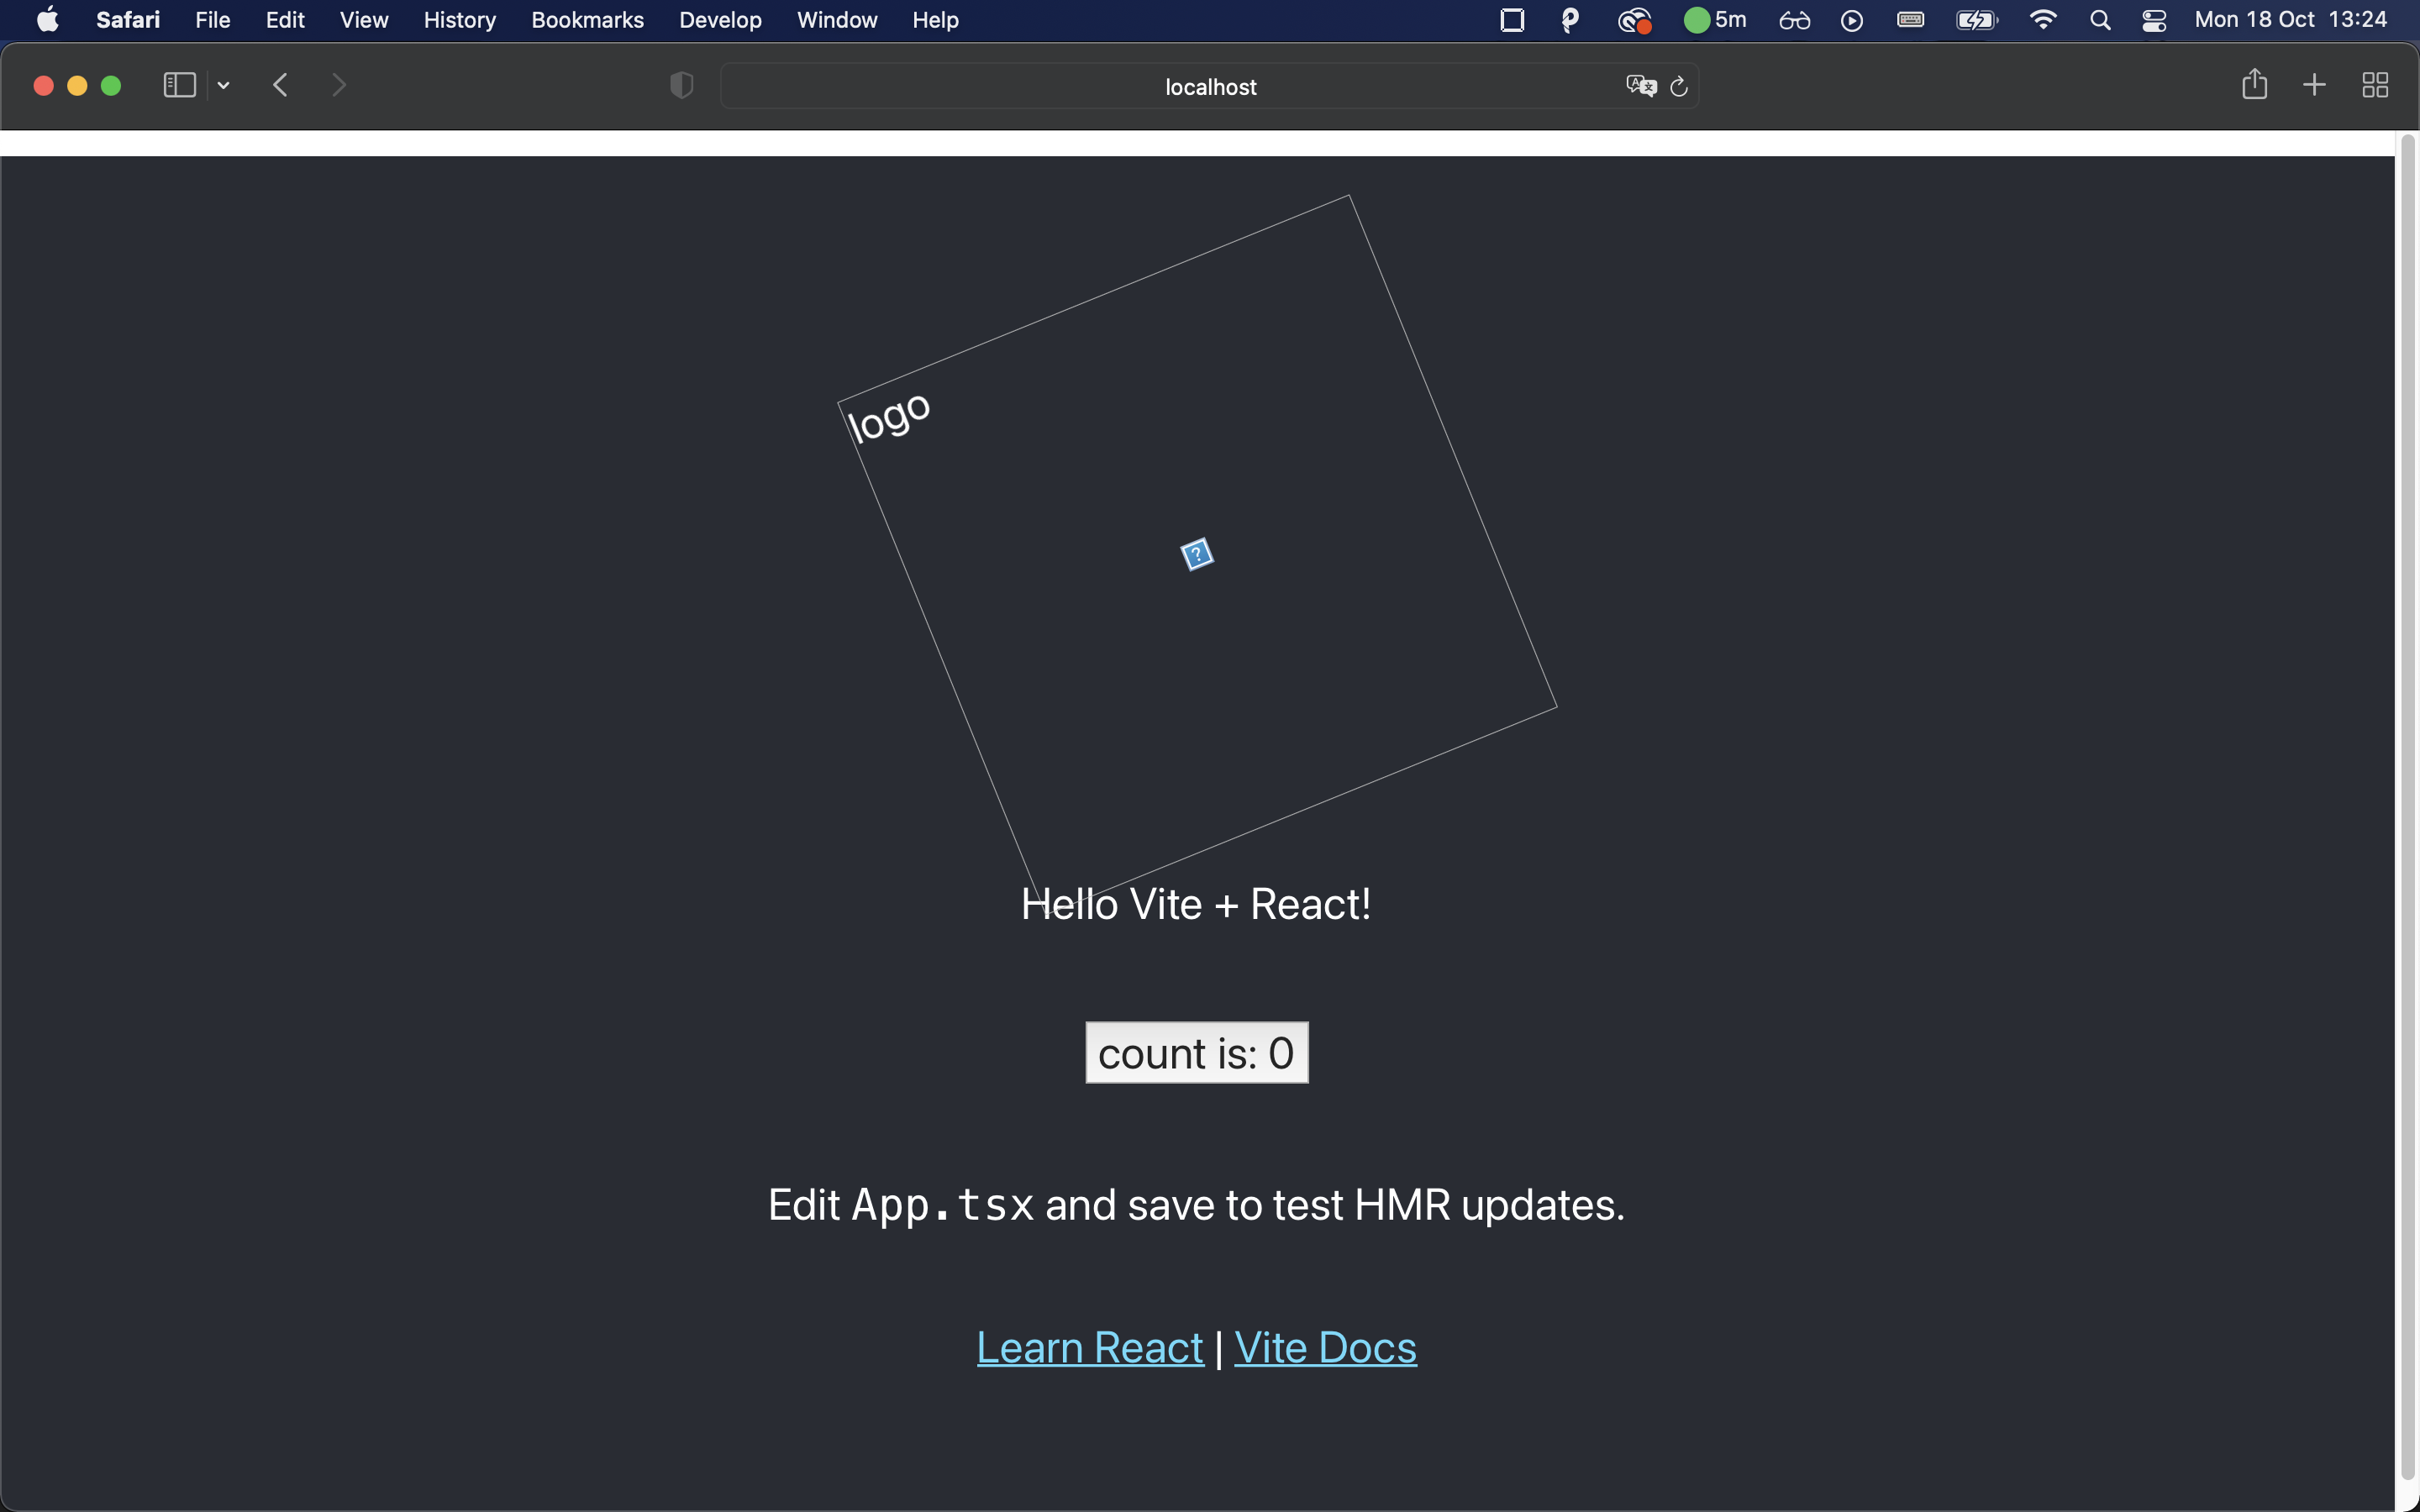 Safari File Edit View History Bookmarks Develop Window Help 5m Mon 18 Oct 13:24
localhost
logo
?
Hello Vite + React!
count is: 0
Edit App.tsx and save to test HMR updates.
Learn React | Vite Docs